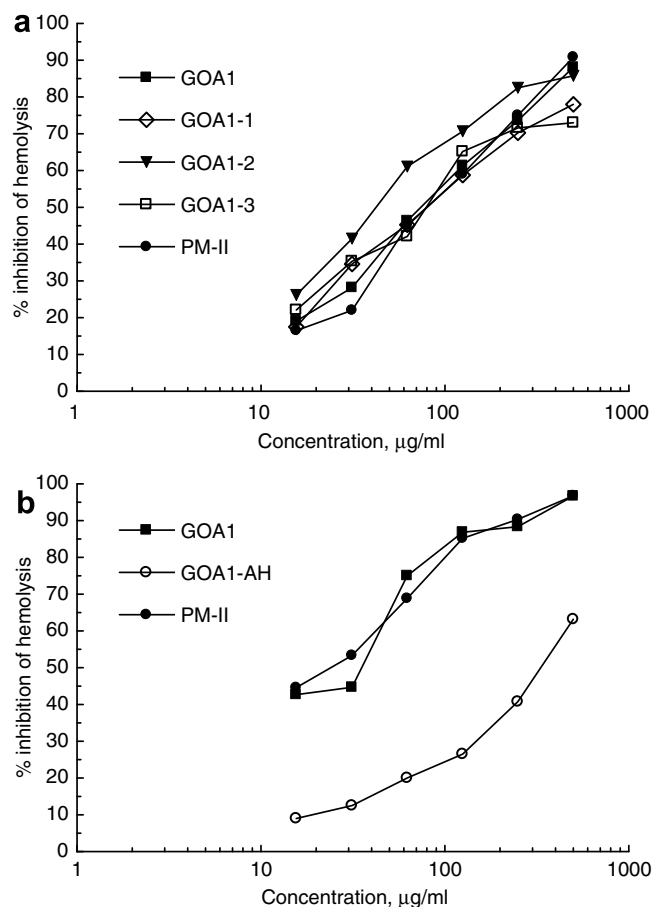 a
100
90
80
70
60
50
40
30
20
10
0
% inhibition of hemolysis
GOA1
GOA1-1
GOA1-2
GOA1-3
PM-II
1
10
100
1000
Concentration, μg/ml
b
100
90
80
70
60
50
40
30
20
10
0
% inhibition of hemolysis
GOA1
GOA1-AH
PM-II
1
10
100
1000
Concentration, μg/ml